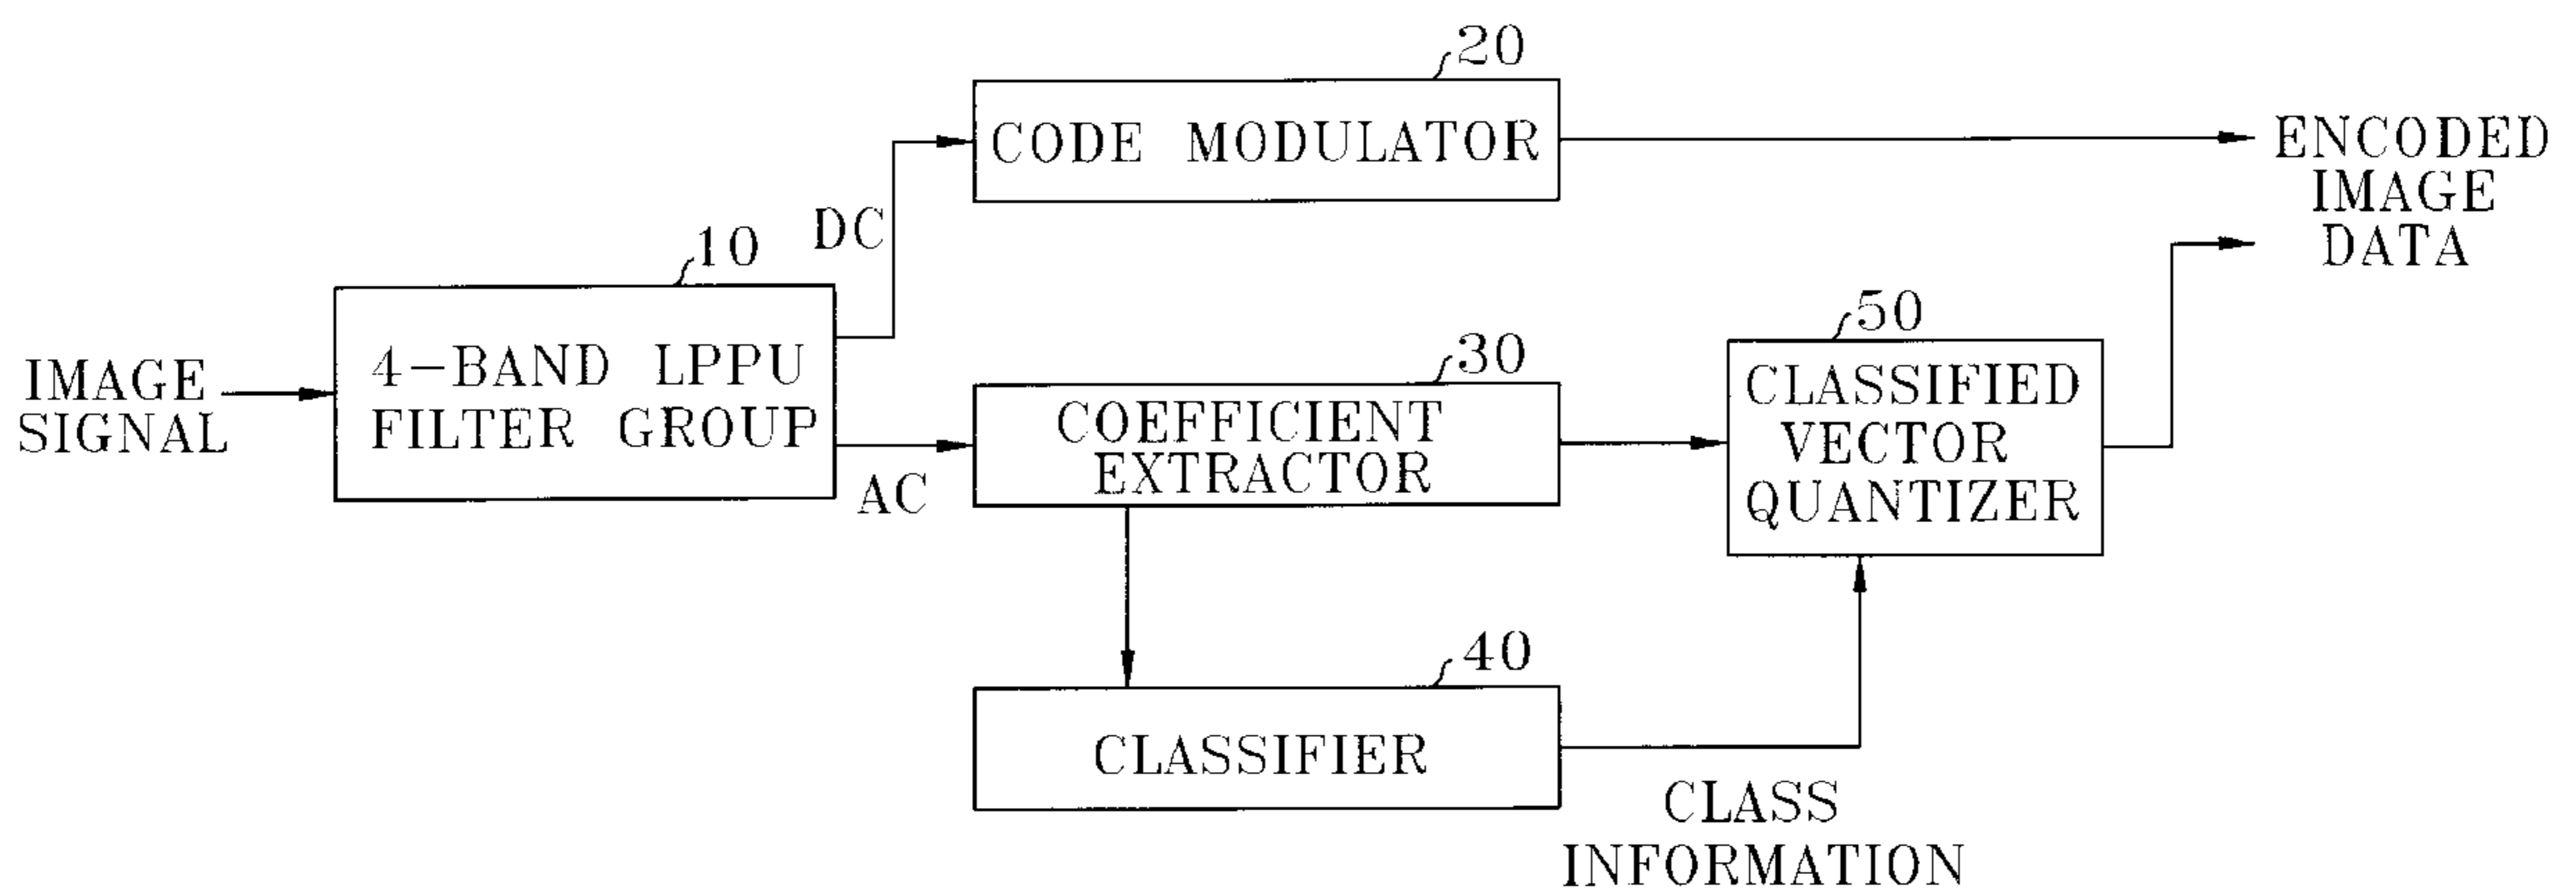 20
CODE MODULATOR
ENCODED
IMAGE
DATA
DC
10
4-BAND LPPU
FILTER GROUP
IMAGE
SIGNAL
AC
30
COEFFICIENT
EXTRACTOR
50
CLASSIFIED
VECTOR
QUANTIZER
40
CLASSIFIER
CLASS
INFORMATION